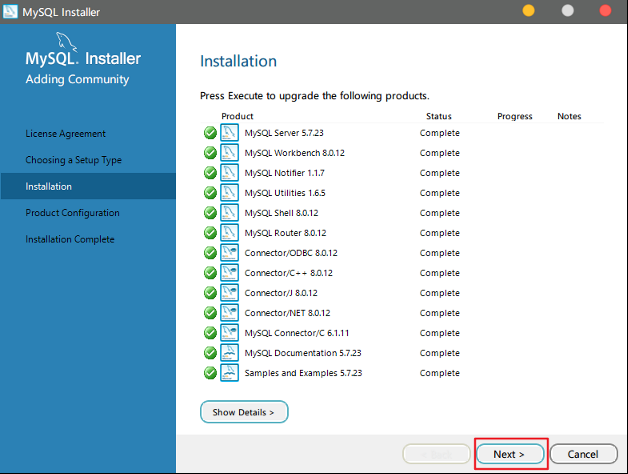 MySQL Installer
MySQL. Installer
Adding Community
License Agreement
Choosing a Setup Type
Installation
Product Configuration
Installation Complete
Installation
Press Execute to upgrade the following products.
Product Status Progress Notes
MySQL Server 5.7.23 Complete
MySQL Workbench 8.0.12 Complete
MySQL Notifier 1.1.7 Complete
MySQL Utilities 1.6.5 Complete
MySQL Shell 8.0.12 Complete
MySQL Router 8.0.12 Complete
Connector/ODBC 8.0.12 Complete
Connector/C++ 8.0.12 Complete
Connector/J 8.0.12 Complete
Connector/NET 8.0.12 Complete
MySQL Connector/C 6.1.11 Complete
MySQL Documentation 5.7.23 Complete
Samples and Examples 5.7.23 Complete
Show Details >
< Back Next > Cancel